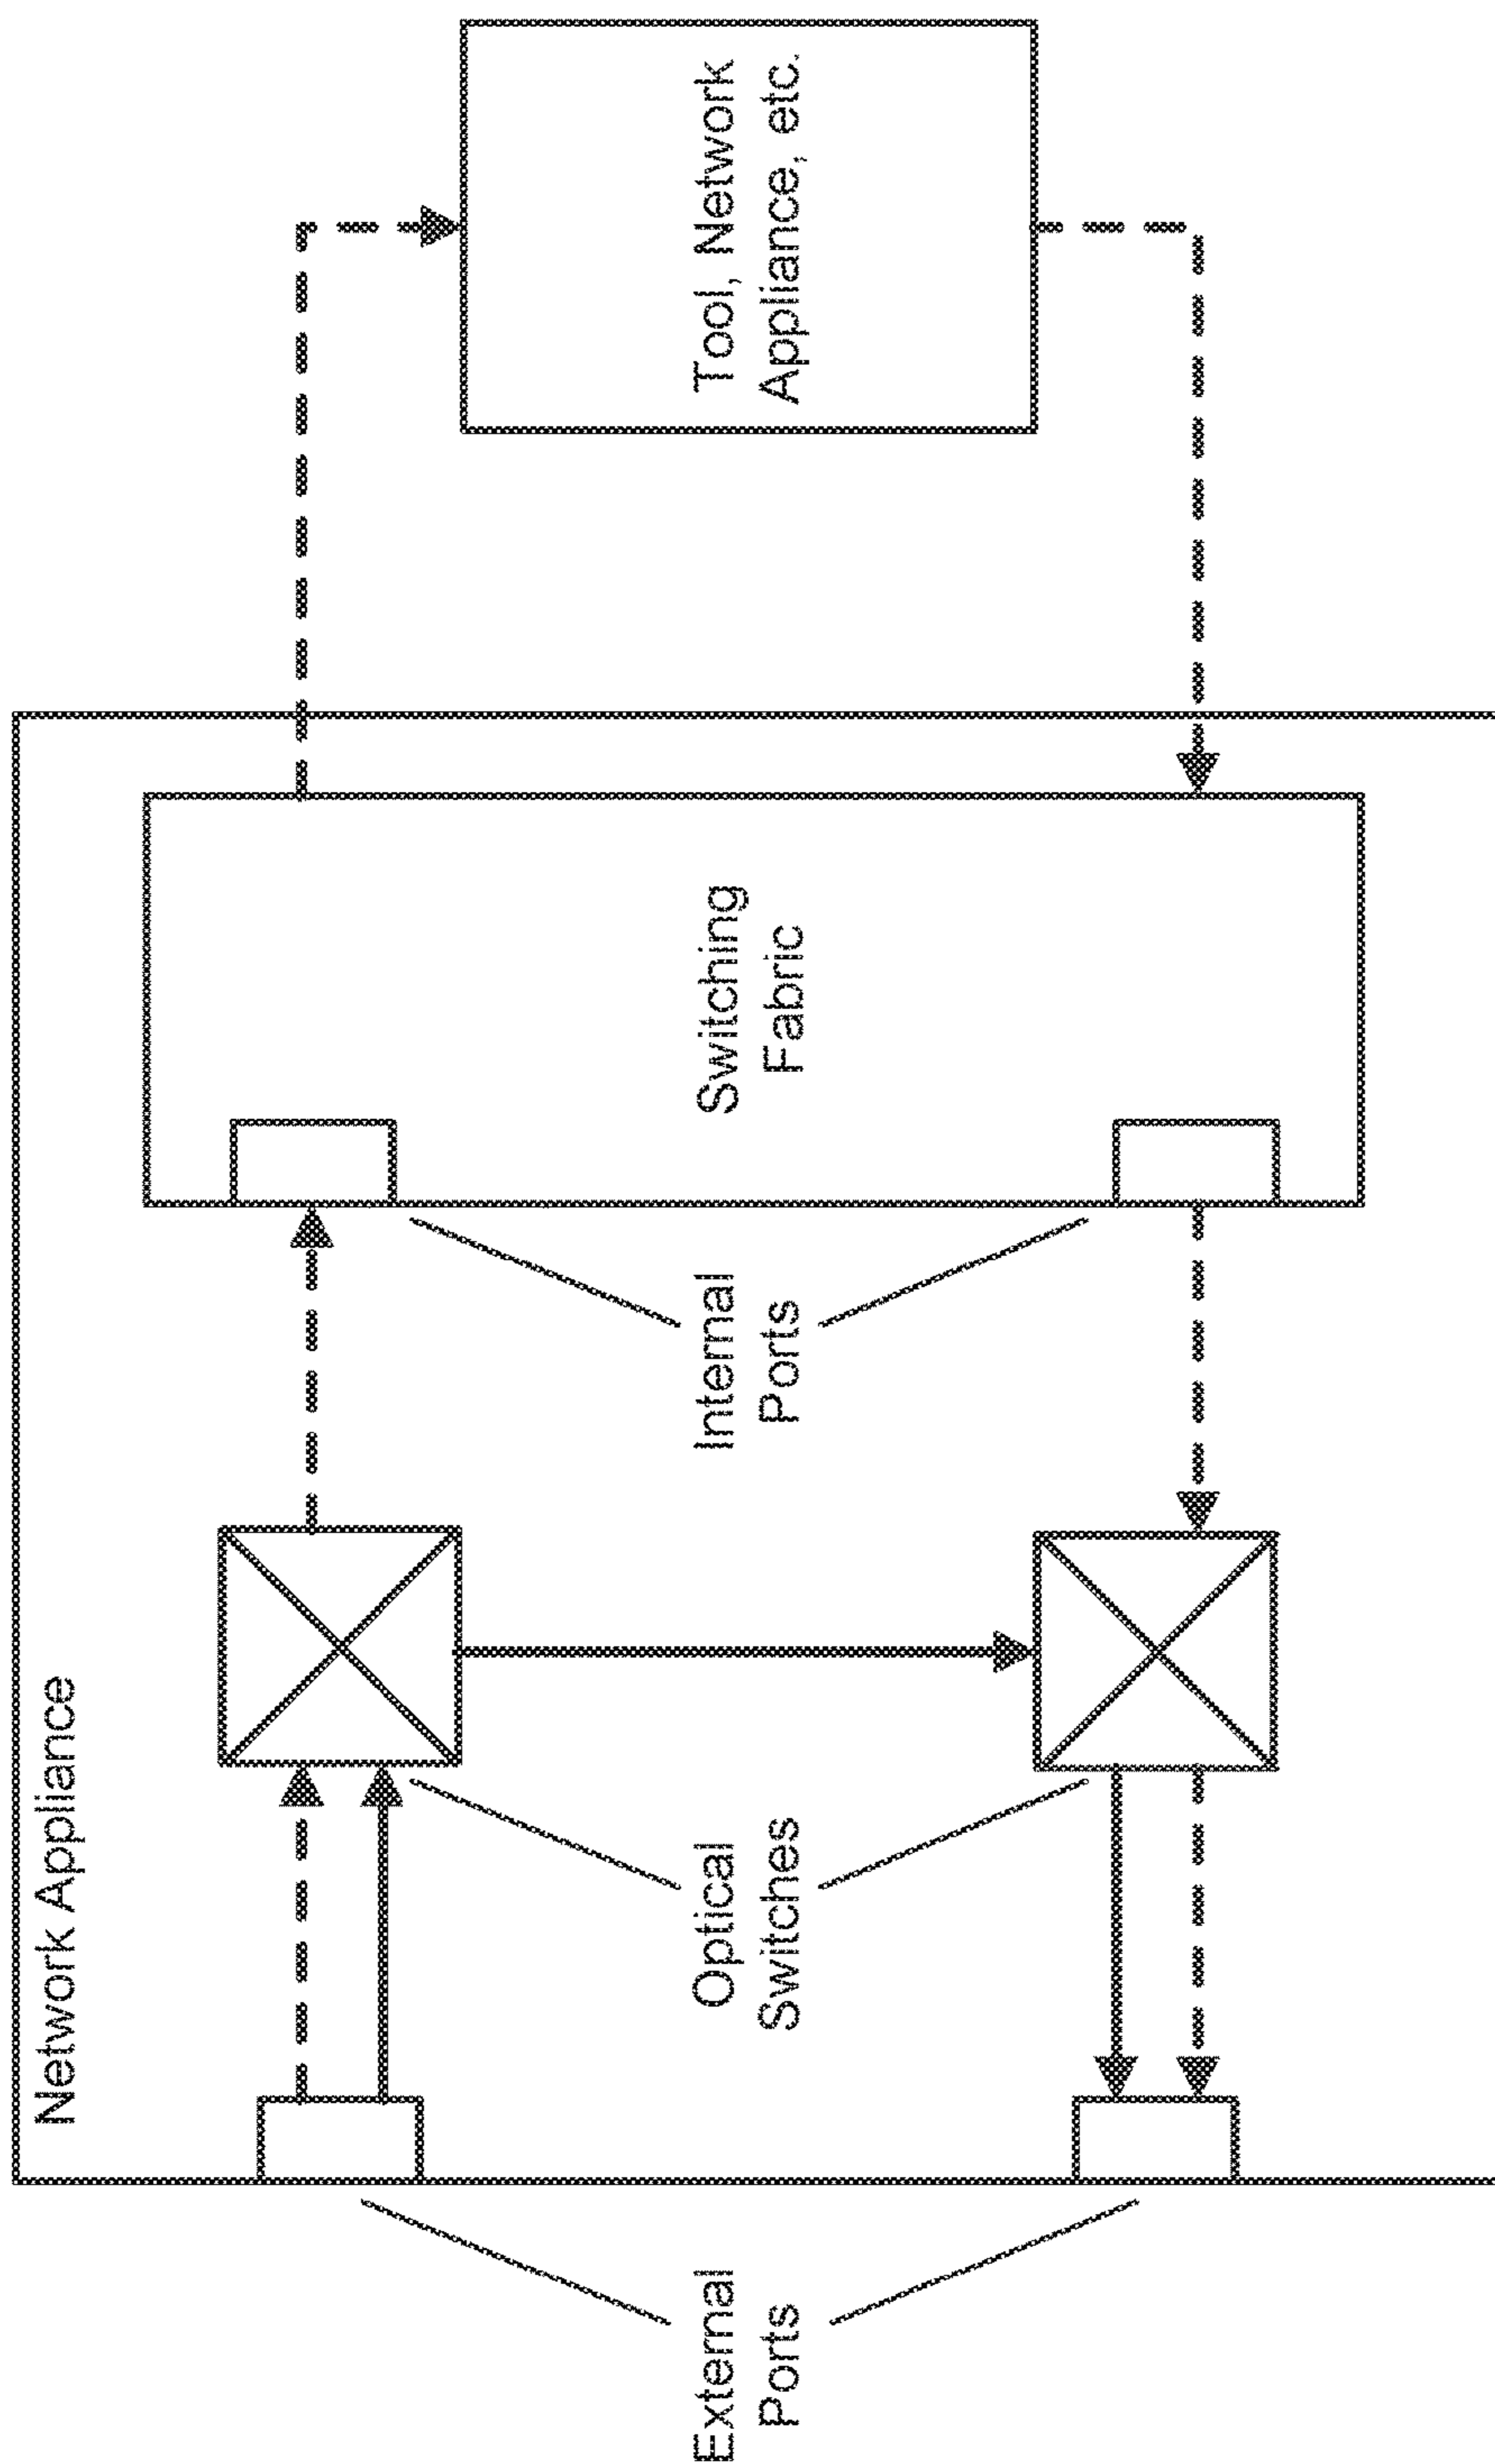 Network Appliance
External
Ports
Optical
Switches
Internal
Ports
Switching
Fabric
Tool, Network
Appliance, etc.